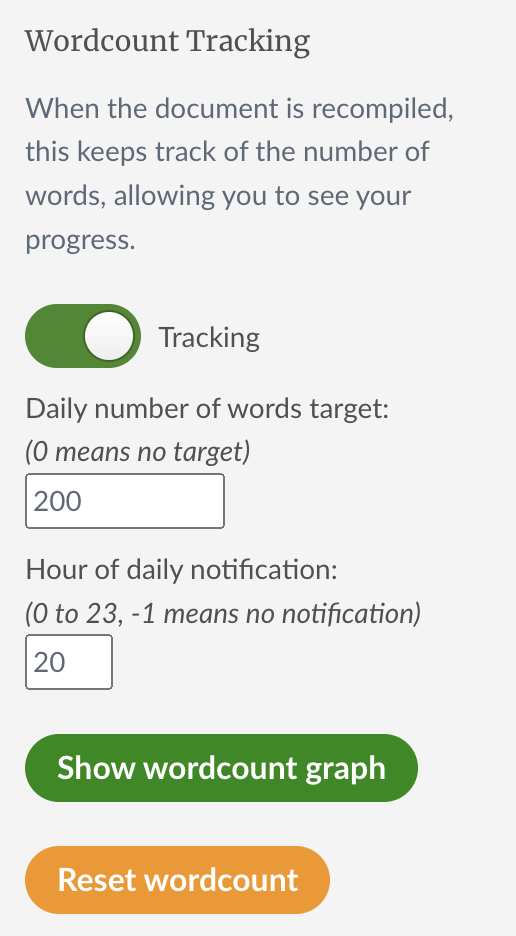 Wordcount Tracking
When the document is recompiled,
this keeps track of the number of
words, allowing you to see your
progress.
Tracking
Daily number of words target:
(0 means no target)
200
Hour of daily notification:
(0 to 23, -1 means no notification)
20
Show wordcount graph
Reset wordcount